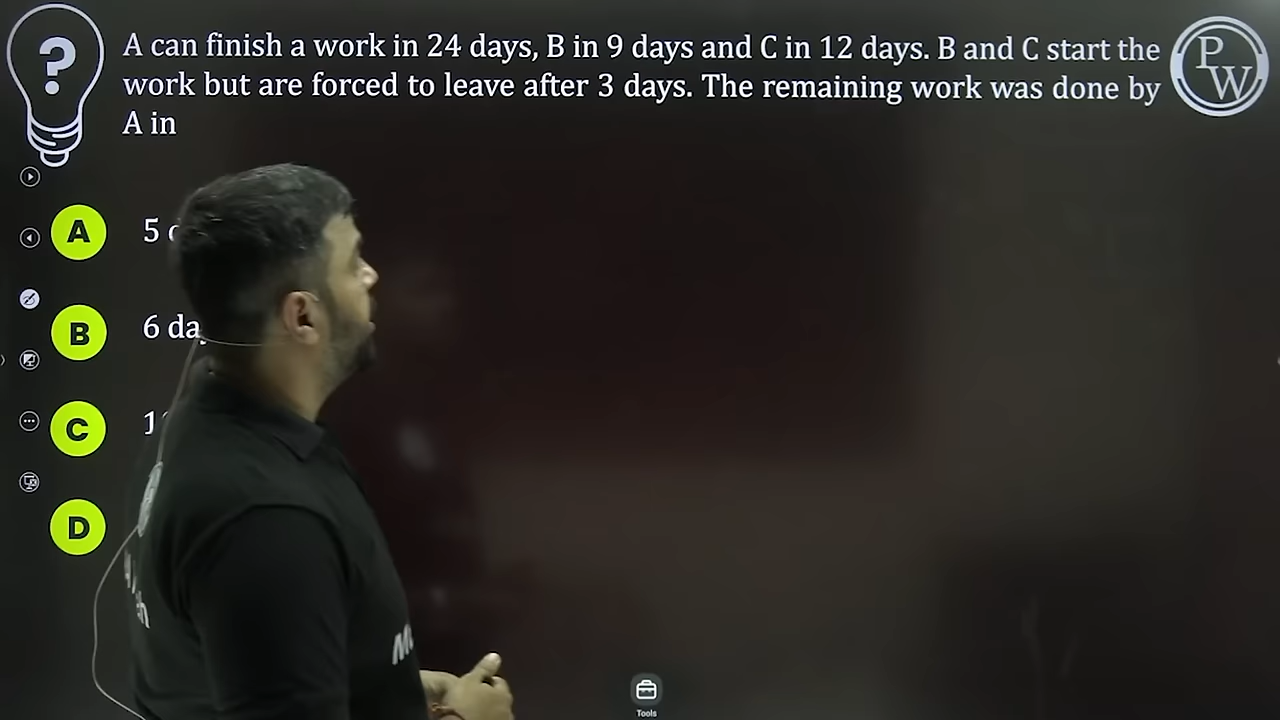 ?
A can finish a work in 24 days, B in 9 days and C in 12 days. B and C start the
work but are forced to leave after 3 days. The remaining work was done by
A in
PW
A 5
B 6
C
D
Tools